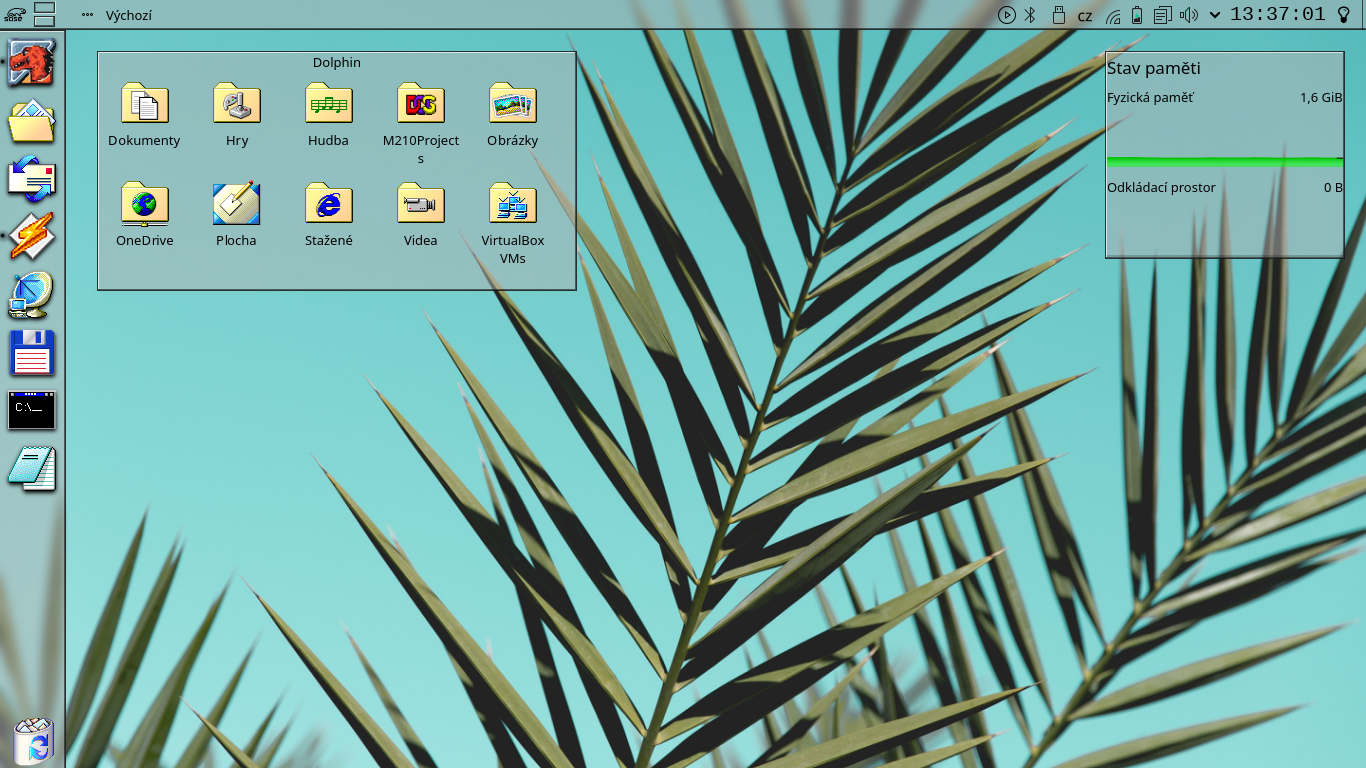 Výchozí
cz
13:37:01
Dolphin
Dokumenty
Hry
Hudba
M210Project
s
Obrázky
OneDrive
Plocha
Stažené
Videa
VirtualBox
VMs
Stav paměti
Fyzická paměť 1,6 GiB
Odkládací prostor 0 B
C:\_